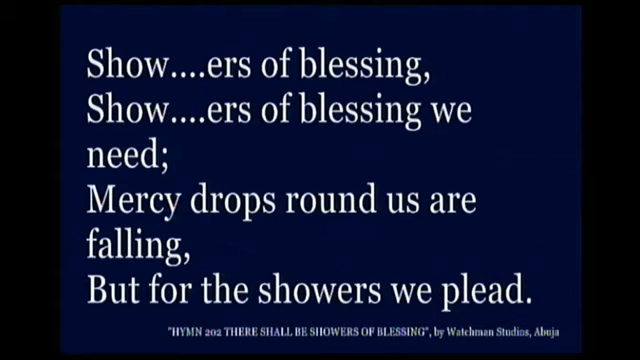 Show....ers of blessing,
Show....ers of blessing we
need;
Mercy drops round us are
falling,
But for the showers we plead.
"HYMN 202 THERE SHALL BE SHOWERS OF BLESSING", by Watchman Studios, Abuja